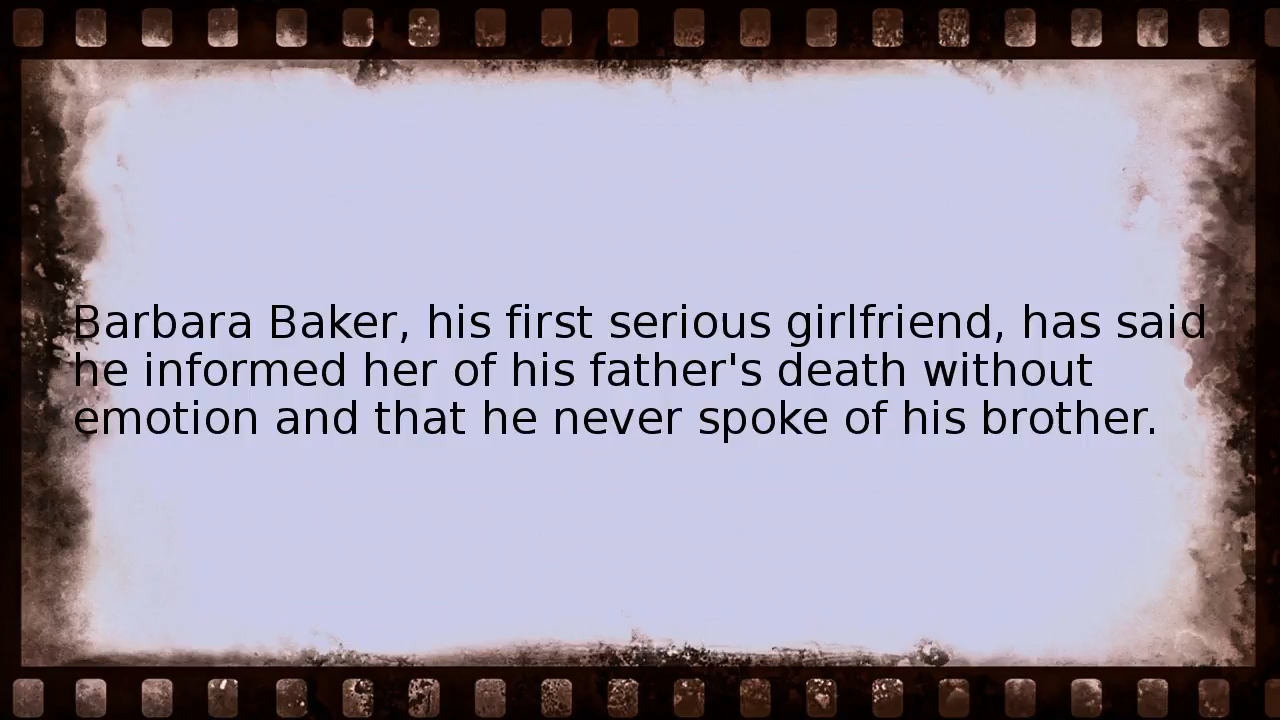 Barbara Baker, his first serious girlfriend, has said
he informed her of his father's death without
emotion and that he never spoke of his brother.